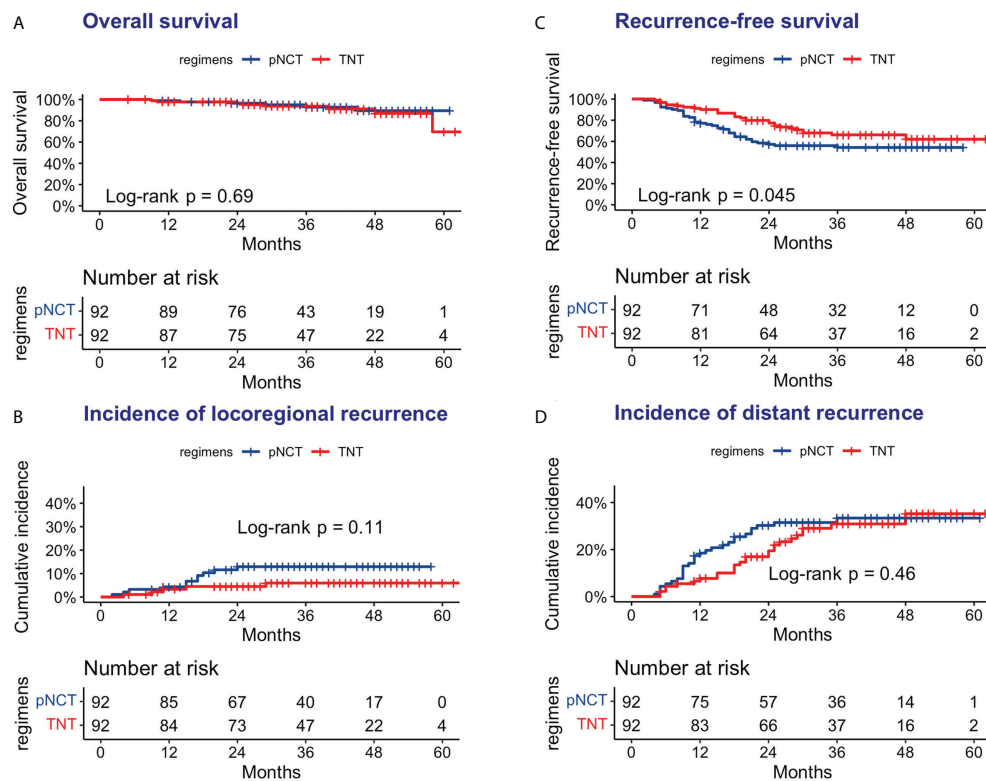 A Overall survival
regimens pNCT TNT
Overall survival
100%
80%
60%
40%
20%
0%
Log-rank p = 0.69
0 12 24 36 48 60
Months
Number at risk
regimens
pNCT 92 89 76 43 19 1
TNT 92 87 75 47 22 4
0 12 24 36 48 60
Months
B Incidence of locoregional recurrence
regimens pNCT TNT
Cumulative incidence
40%
30%
20%
10%
0%
Log-rank p = 0.11
0 12 24 36 48 60
Months
Number at risk
regimens
pNCT 92 85 67 40 17 0
TNT 92 84 73 47 22 4
0 12 24 36 48 60
Months
C Recurrence-free survival
regimens pNCT TNT
Recurrence-free survival
100%
80%
60%
40%
20%
0%
Log-rank p = 0.045
0 12 24 36 48 60
Months
Number at risk
regimens
pNCT 92 71 48 32 12 0
TNT 92 81 64 37 16 2
0 12 24 36 48 60
Months
D Incidence of distant recurrence
regimens pNCT TNT
Cumulative incidence
40%
20%
0%
Log-rank p = 0.46
0 12 24 36 48 60
Months
Number at risk
regimens
pNCT 92 75 57 36 14 1
TNT 92 83 66 37 16 2
0 12 24 36 48 60
Months